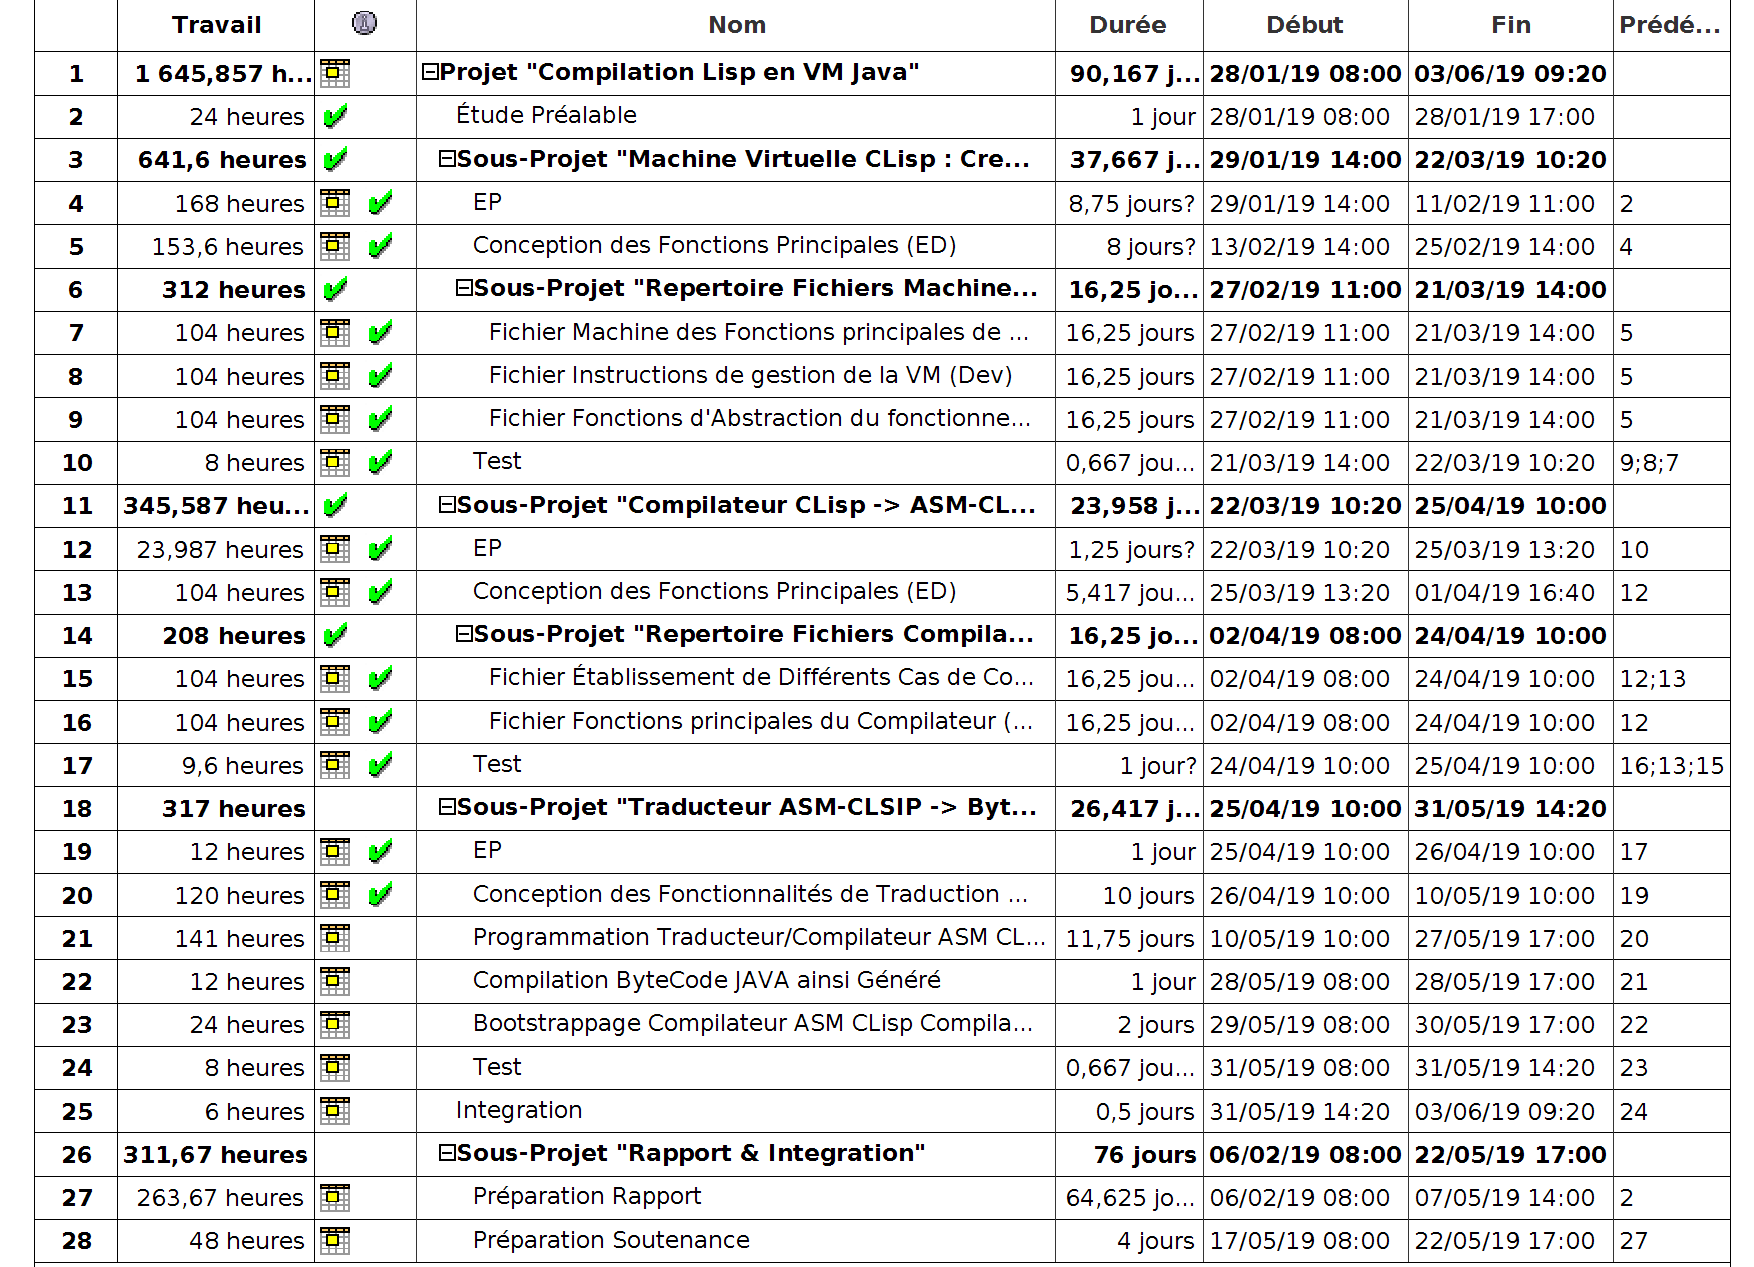 Travail Nom Durée Début Fin Prédé...
1 1 645,857 h... Projet "Compilation Lisp en VM Java" 90,167 j... 28/01/19 08:00 03/06/19 09:20
2 24 heures Étude Préalable 1 jour 28/01/19 08:00 28/01/19 17:00
3 641,6 heures Sous-Projet "Machine Virtuelle CLisp : Cre... 37,667 j... 29/01/19 14:00 22/03/19 10:20
4 168 heures EP 8,75 jours? 29/01/19 14:00 11/02/19 11:00 2
5 153,6 heures Conception des Fonctions Principales (ED) 8 jours? 13/02/19 14:00 25/02/19 14:00 4
6 312 heures Sous-Projet "Repertoire Fichiers Machine... 16,25 jo... 27/02/19 11:00 21/03/19 14:00
7 104 heures Fichier Machine des Fonctions principales de ... 16,25 jours 27/02/19 11:00 21/03/19 14:00 5
8 104 heures Fichier Instructions de gestion de la VM (Dev) 16,25 jours 27/02/19 11:00 21/03/19 14:00 5
9 104 heures Fichier Fonctions d'Abstraction du fonctionne... 16,25 jours 27/02/19 11:00 21/03/19 14:00 5
10 8 heures Test 0,667 jou... 21/03/19 14:00 22/03/19 10:20 9;8;7
11 345,587 heu... Sous-Projet "Compilateur CLisp -> ASM-CL... 23,958 j... 22/03/19 10:20 25/04/19 10:00
12 23,987 heures EP 1,25 jours? 22/03/19 10:20 25/03/19 13:20 10
13 104 heures Conception des Fonctions Principales (ED) 5,417 jou... 25/03/19 13:20 01/04/19 16:40 12
14 208 heures Sous-Projet "Repertoire Fichiers Compila... 16,25 jo... 02/04/19 08:00 24/04/19 10:00
15 104 heures Fichier Établissement de Différents Cas de Co... 16,25 jou... 02/04/19 08:00 24/04/19 10:00 12;13
16 104 heures Fichier Fonctions principales du Compilateur (... 16,25 jou... 02/04/19 08:00 24/04/19 10:00 12
17 9,6 heures Test 1 jour? 24/04/19 10:00 25/04/19 10:00 16;13;15
18 317 heures Sous-Projet "Traducteur ASM-CLSIP -> Byt... 26,417 j... 25/04/19 10:00 31/05/19 14:20
19 12 heures EP 1 jour 25/04/19 10:00 26/04/19 10:00 17
20 120 heures Conception des Fonctionnalités de Traduction ... 10 jours 26/04/19 10:00 10/05/19 10:00 19
21 141 heures Programmation Traducteur/Compilateur ASM CL... 11,75 jours 10/05/19 10:00 27/05/19 17:00 20
22 12 heures Compilation ByteCode JAVA ainsi Généré 1 jour 28/05/19 08:00 28/05/19 17:00 21
23 24 heures Bootstrappage Compilateur ASM CLisp Compila... 2 jours 29/05/19 08:00 30/05/19 17:00 22
24 8 heures Test 0,667 jou... 31/05/19 08:00 31/05/19 14:20 23
25 6 heures Integration 0,5 jours 31/05/19 14:20 03/06/19 09:20 24
26 311,67 heures Sous-Projet "Rapport & Integration" 76 jours 06/02/19 08:00 22/05/19 17:00
27 263,67 heures Préparation Rapport 64,625 jo... 06/02/19 08:00 07/05/19 14:00 2
28 48 heures Préparation Soutenance 4 jours 17/05/19 08:00 22/05/19 17:00 27